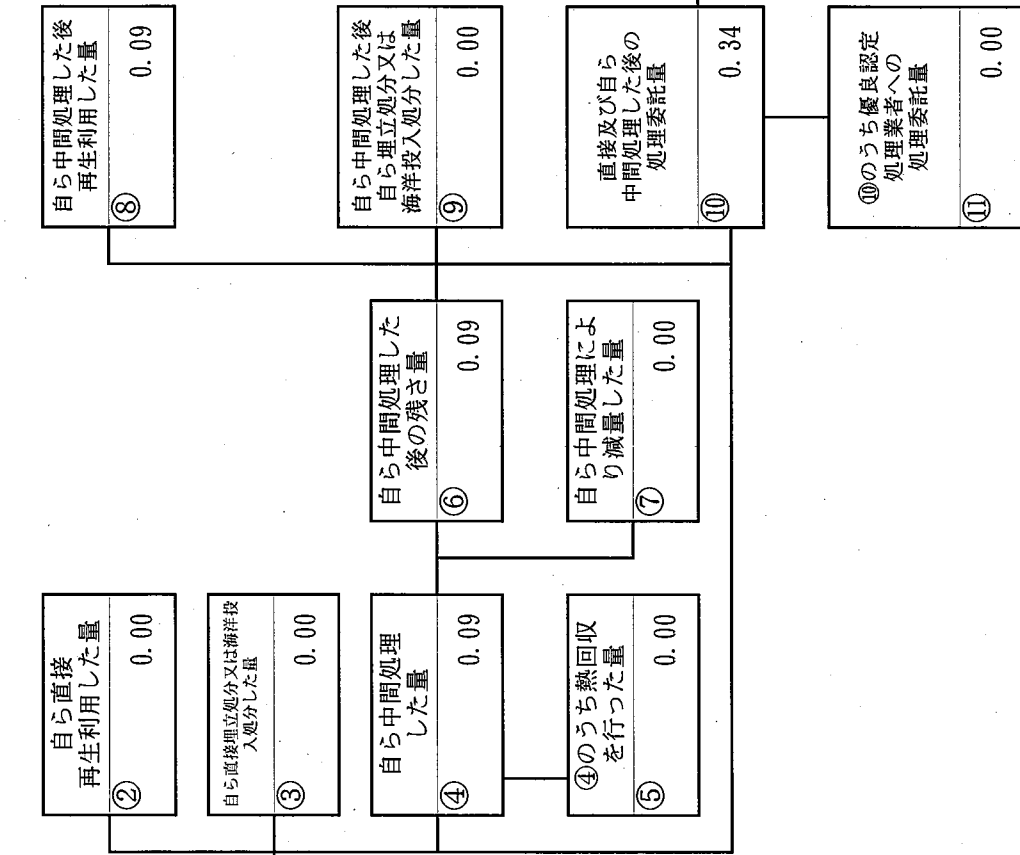 自ら直接
再生利用した量
②
0.00
自ら直接埋立処分又は海洋投
入処分した量
③
0.00
自ら中間処理
した量
④
0.09
④のうち熱回収
を行った量
⑤
0.00
自ら中間処理した
後の残さ量
⑥
0.09
自ら中間処理によ
り減量した量
⑦
0.00
自ら中間処理した後
再生利用した量
⑧
0.09
自ら中間処理した後
自ら埋立処分又は
海洋投入処分した量
⑨
0.00
直接及び自ら
中間処理した後の
処理委託量
⑩
0.34
⑩のうち優良認定
処理業者への
処理委託量
⑪
0.00